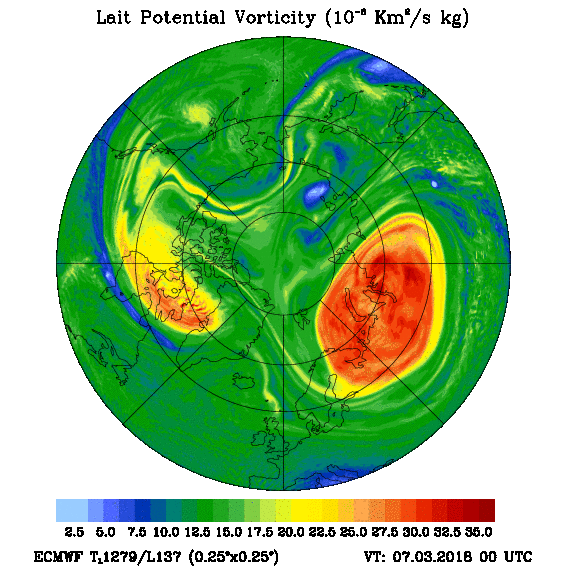 Lait Potential Vorticity (10⁻⁶ Km²/s kg)
2.5 5.0 7.5 10.0 12.5 15.0 17.5 20.0 22.5 25.0 27.5 30.0 32.5 35.0
ECMWF T_L1279/L137 (0.25°x0.25°) VT: 07.03.2018 00 UTC